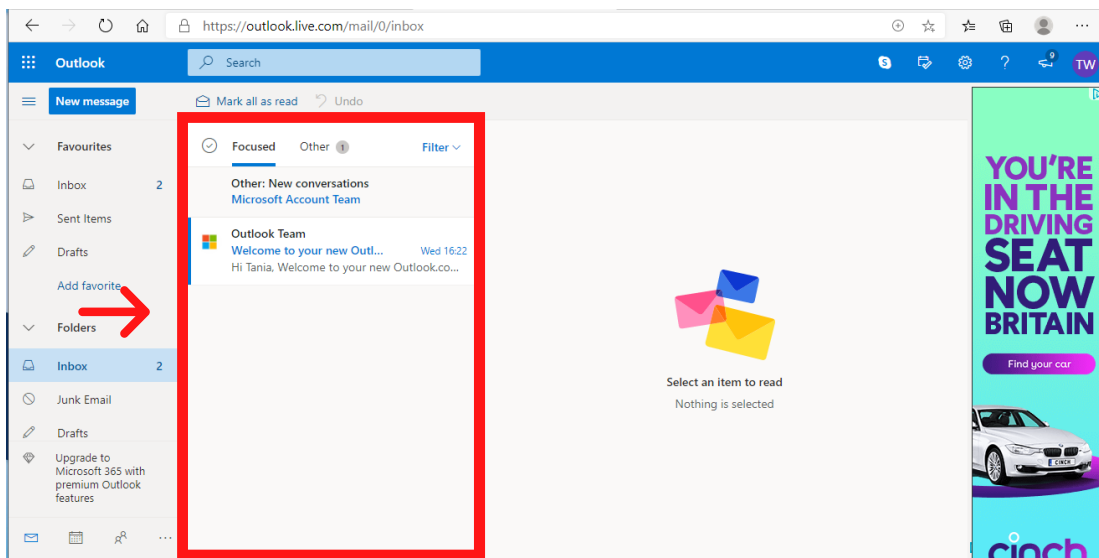 https://outlook.live.com/mail/0/inbox
Outlook
Search
S
?
9
TW
New message
Mark all as read
Undo
Favourites
Inbox 2
Sent Items
Drafts
Add favorite
Folders
Inbox 2
Junk Email
Drafts
Upgrade to
Microsoft 365 with
premium Outlook
features
...
Focused
Other 1
Filter
Other: New conversations
Microsoft Account Team
Outlook Team
Welcome to your new Outl... Wed 16:22
Hi Tania, Welcome to your new Outlook.co...
Select an item to read
Nothing is selected
YOU'RE
IN THE
DRIVING
SEAT
NOW
BRITAIN
Find your car
CINCH
cinch